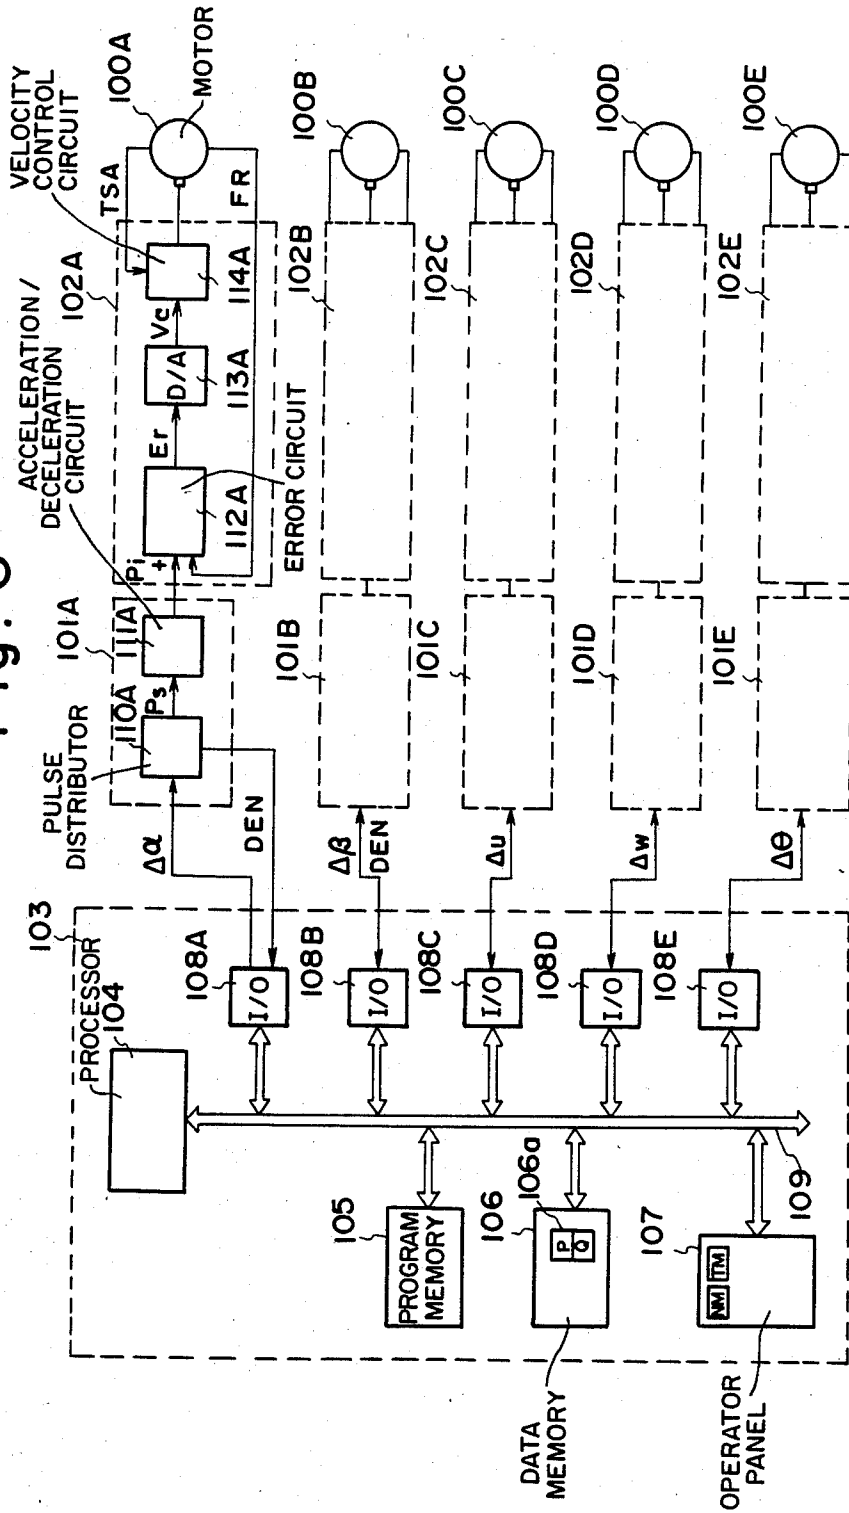 Fig.
103
PROCESSOR
104
105
PROGRAM
MEMORY
106
106a
P
Q
DATA
MEMORY
107
NM
TM
OPERATOR
PANEL
109
108A
I/O
108B
I/O
108C
I/O
108D
I/O
108E
I/O
Δα
DEN
Δβ
DEN
Δu
Δw
Δθ
PULSE
DISTRIBUTOR
101A
110A
Ps
111A
ACCELERATION/
DECELERATION
CIRCUIT
102A
Pi
+
112A
ERROR CIRCUIT
Er
D/A
113A
Vc
114A
VELOCITY
CONTROL
CIRCUIT
TSA
FR
100A
MOTOR
101B
102B
100B
101C
102C
100C
101D
102D
100D
101E
102E
100E